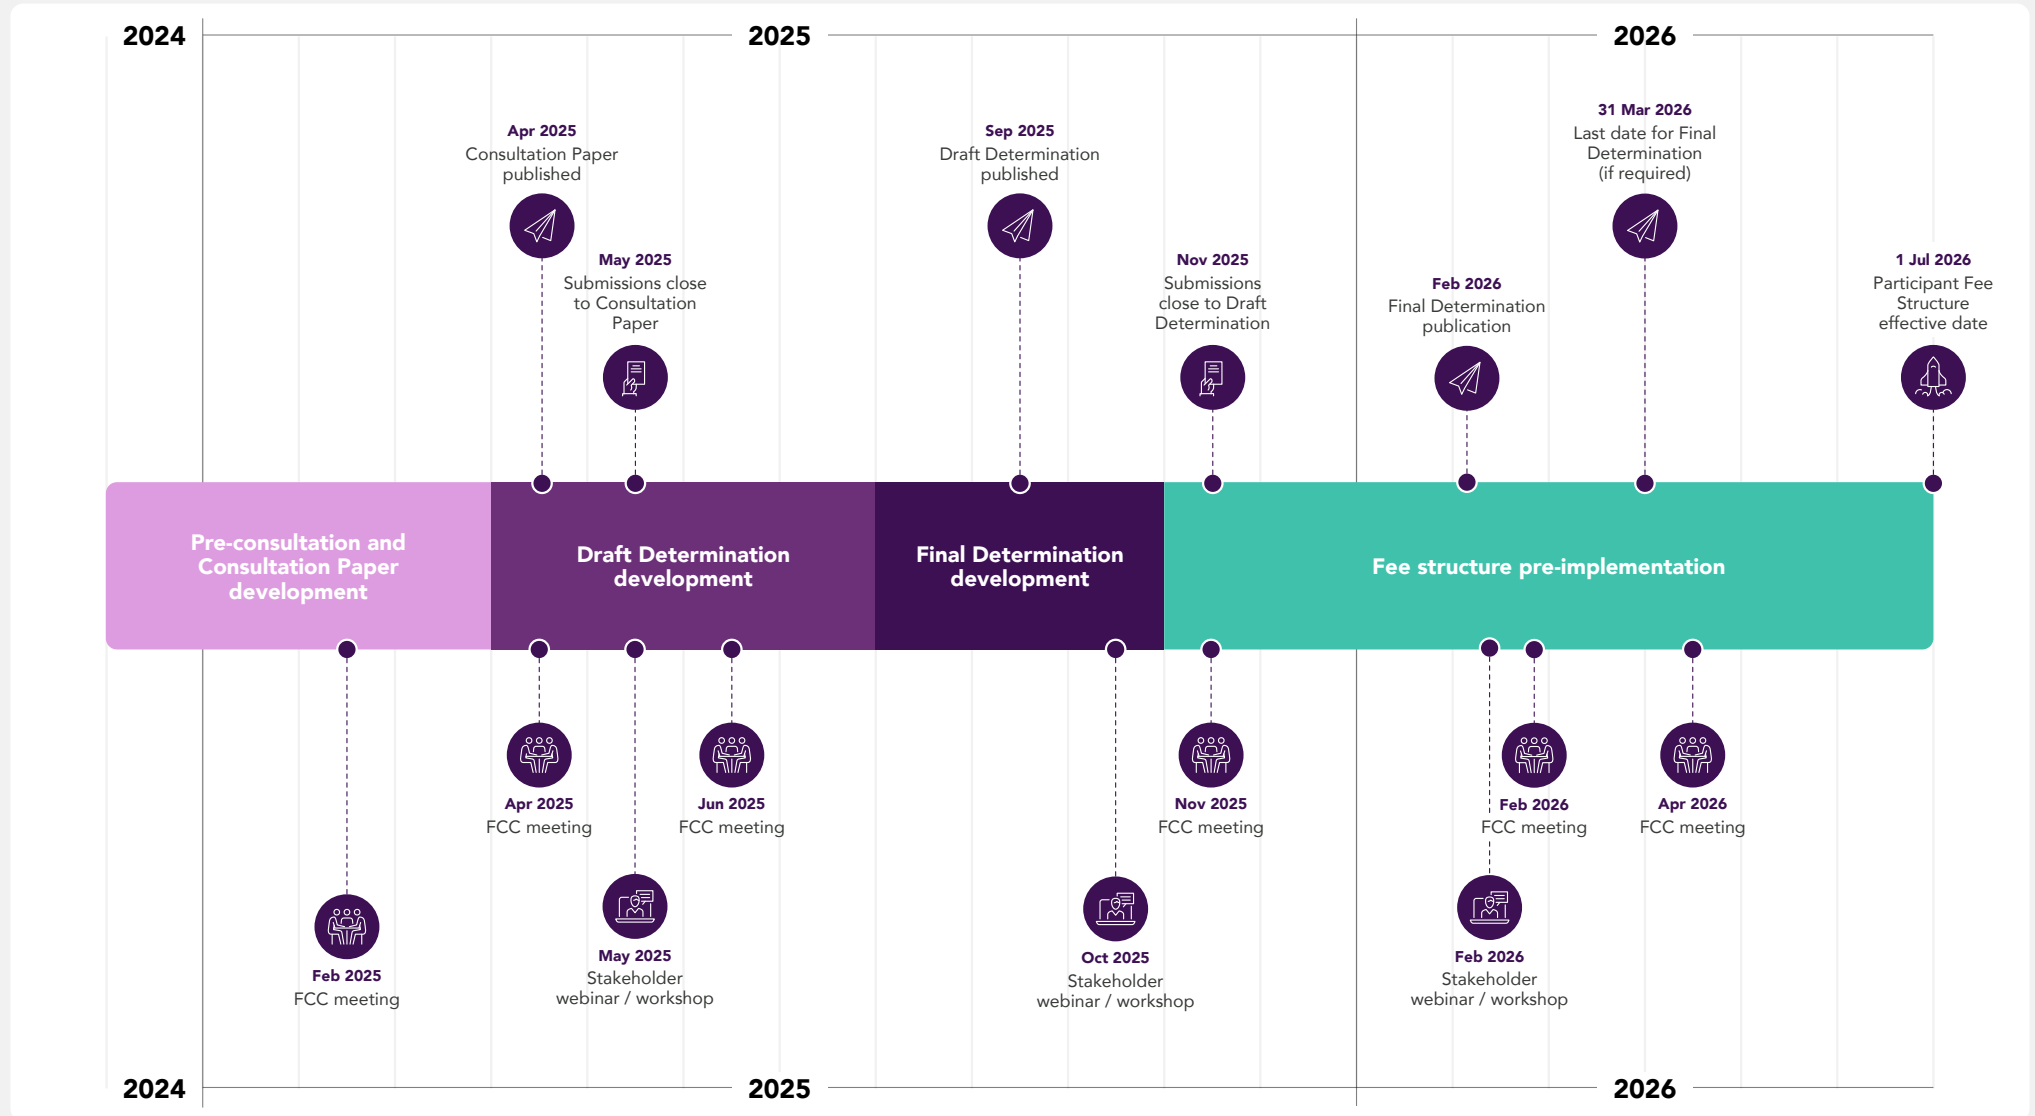 2024
2025
2026
Apr 2025
Consultation Paper
published
May 2025
Submissions close
to Consultation
Paper
Sep 2025
Draft Determination
published
Nov 2025
Submissions
close to Draft
Determination
Feb 2026
Final Determination
publication
31 Mar 2026
Last date for Final
Determination
(if required)
1 Jul 2026
Participant Fee
Structure
effective date
Pre-consultation and
Consultation Paper
development
Draft Determination
development
Final Determination
development
Fee structure pre-implementation
Feb 2025
FCC meeting
Apr 2025
FCC meeting
May 2025
Stakeholder
webinar / workshop
Jun 2025
FCC meeting
Oct 2025
Stakeholder
webinar / workshop
Nov 2025
FCC meeting
Feb 2026
Stakeholder
webinar / workshop
Feb 2026
FCC meeting
Apr 2026
FCC meeting
2024
2025
2026